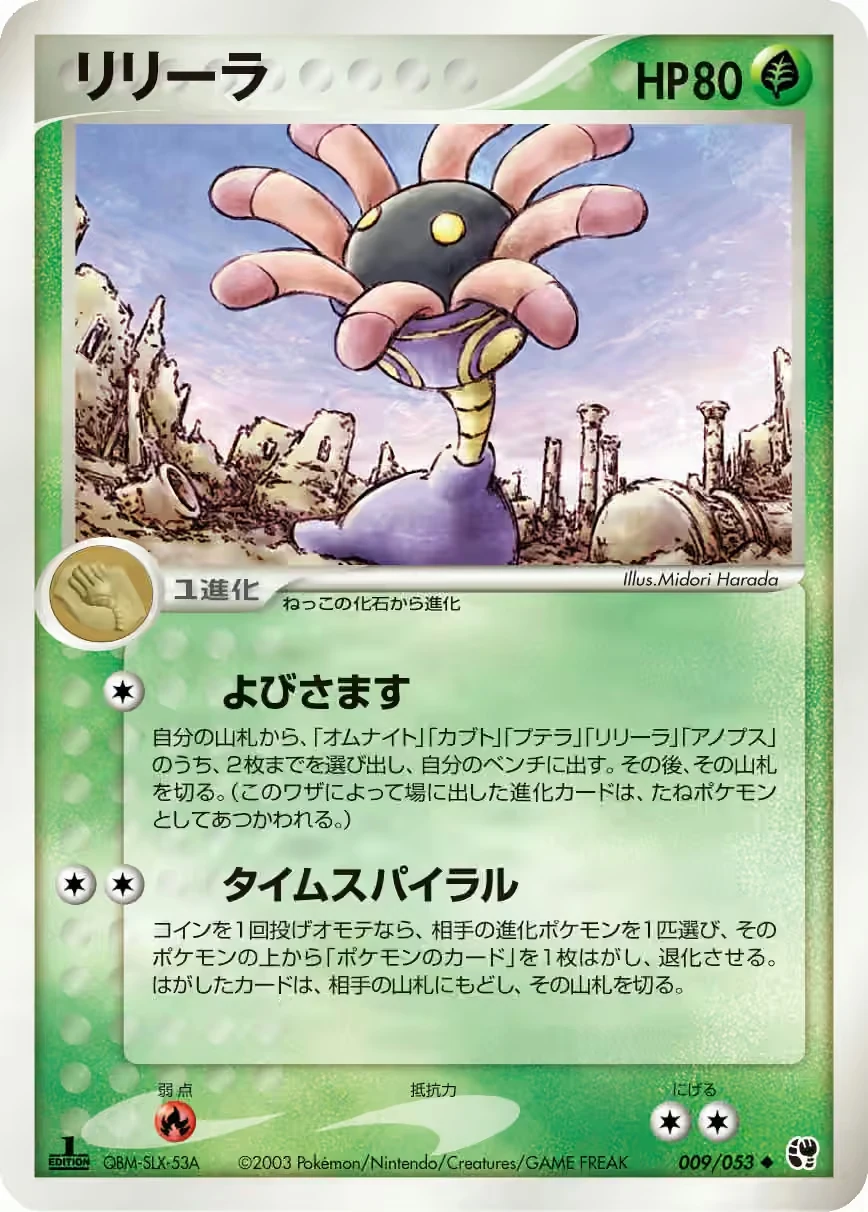 リリーラ
HP80
Illus.Midori Harada
1進化
ねっこの化石から進化
よびさます
自分の山札から、「オムナイト」「カブト」「プテラ」「リリーラ」「アノプス」
のうち、2枚までを選び出し、自分のベンチに出す。その後、その山札
を切る。(このワザによって場に出した進化カードは、たねポケモン
としてあつかわれる。)
タイムスパイラル
コインを1回投げオモテなら、相手の進化ポケモンを1匹選び、その
ポケモンの上から「ポケモンのカード」を1枚はがし、退化させる。
はがしたカードは、相手の山札にもどし、その山札を切る。
弱点 抵抗力 にげる
1 EDITION QBM-SLX-53A ©2003 Pokémon/Nintendo/Creatures/GAME FREAK 009/053 ◆